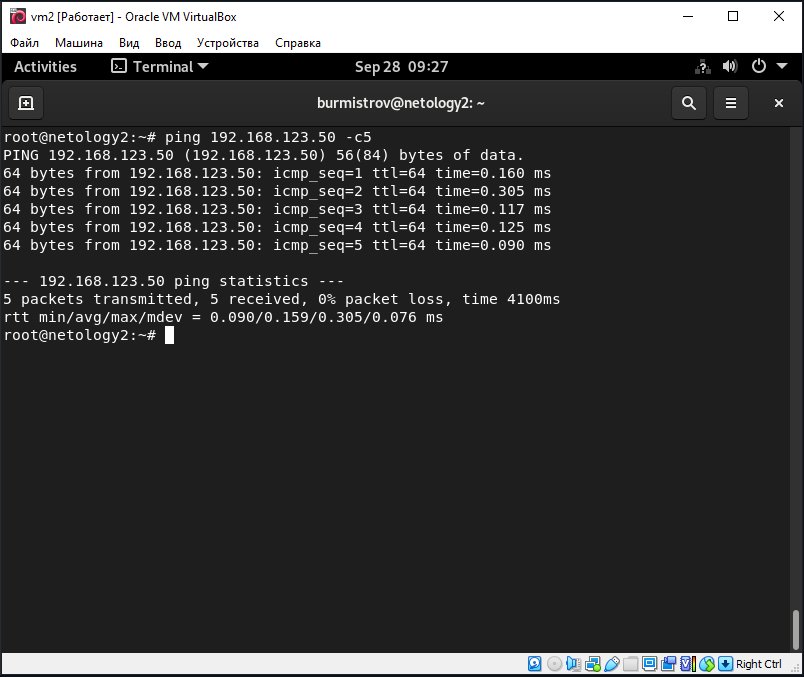 vm2 [Работает] - Oracle VM VirtualBox
Файл Машина Вид Ввод Устройства Справка
Activities Terminal Sep 28 09:27
burmistrov@netology2: ~
root@netology2:~# ping 192.168.123.50 -c5
PING 192.168.123.50 (192.168.123.50) 56(84) bytes of data.
64 bytes from 192.168.123.50: icmp_seq=1 ttl=64 time=0.160 ms
64 bytes from 192.168.123.50: icmp_seq=2 ttl=64 time=0.305 ms
64 bytes from 192.168.123.50: icmp_seq=3 ttl=64 time=0.117 ms
64 bytes from 192.168.123.50: icmp_seq=4 ttl=64 time=0.125 ms
64 bytes from 192.168.123.50: icmp_seq=5 ttl=64 time=0.090 ms
--- 192.168.123.50 ping statistics ---
5 packets transmitted, 5 received, 0% packet loss, time 4100ms
rtt min/avg/max/mdev = 0.090/0.159/0.305/0.076 ms
root@netology2:~#
Right Ctrl